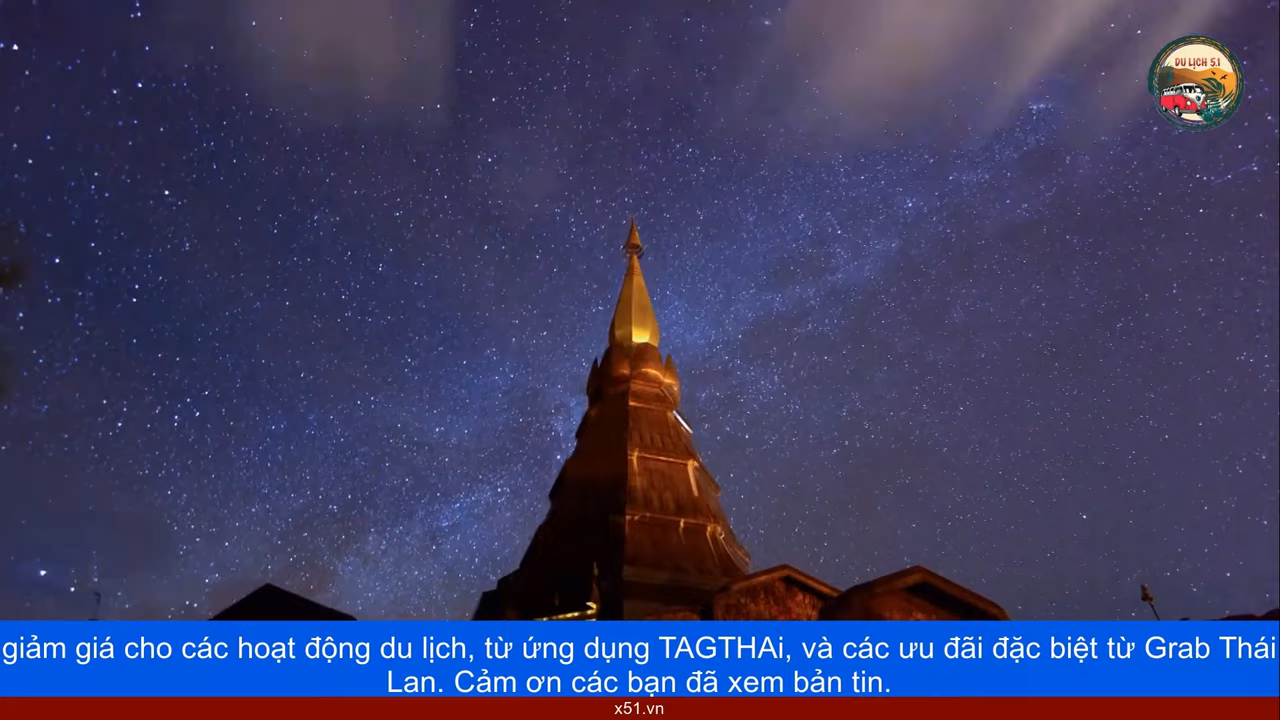 DU LỊCH 5.1
giảm giá cho các hoạt động du lịch, từ ứng dụng TAGTHAi, và các ưu đãi đặc biệt từ Grab Thái
Lan. Cảm ơn các bạn đã xem bản tin.
x51.vn